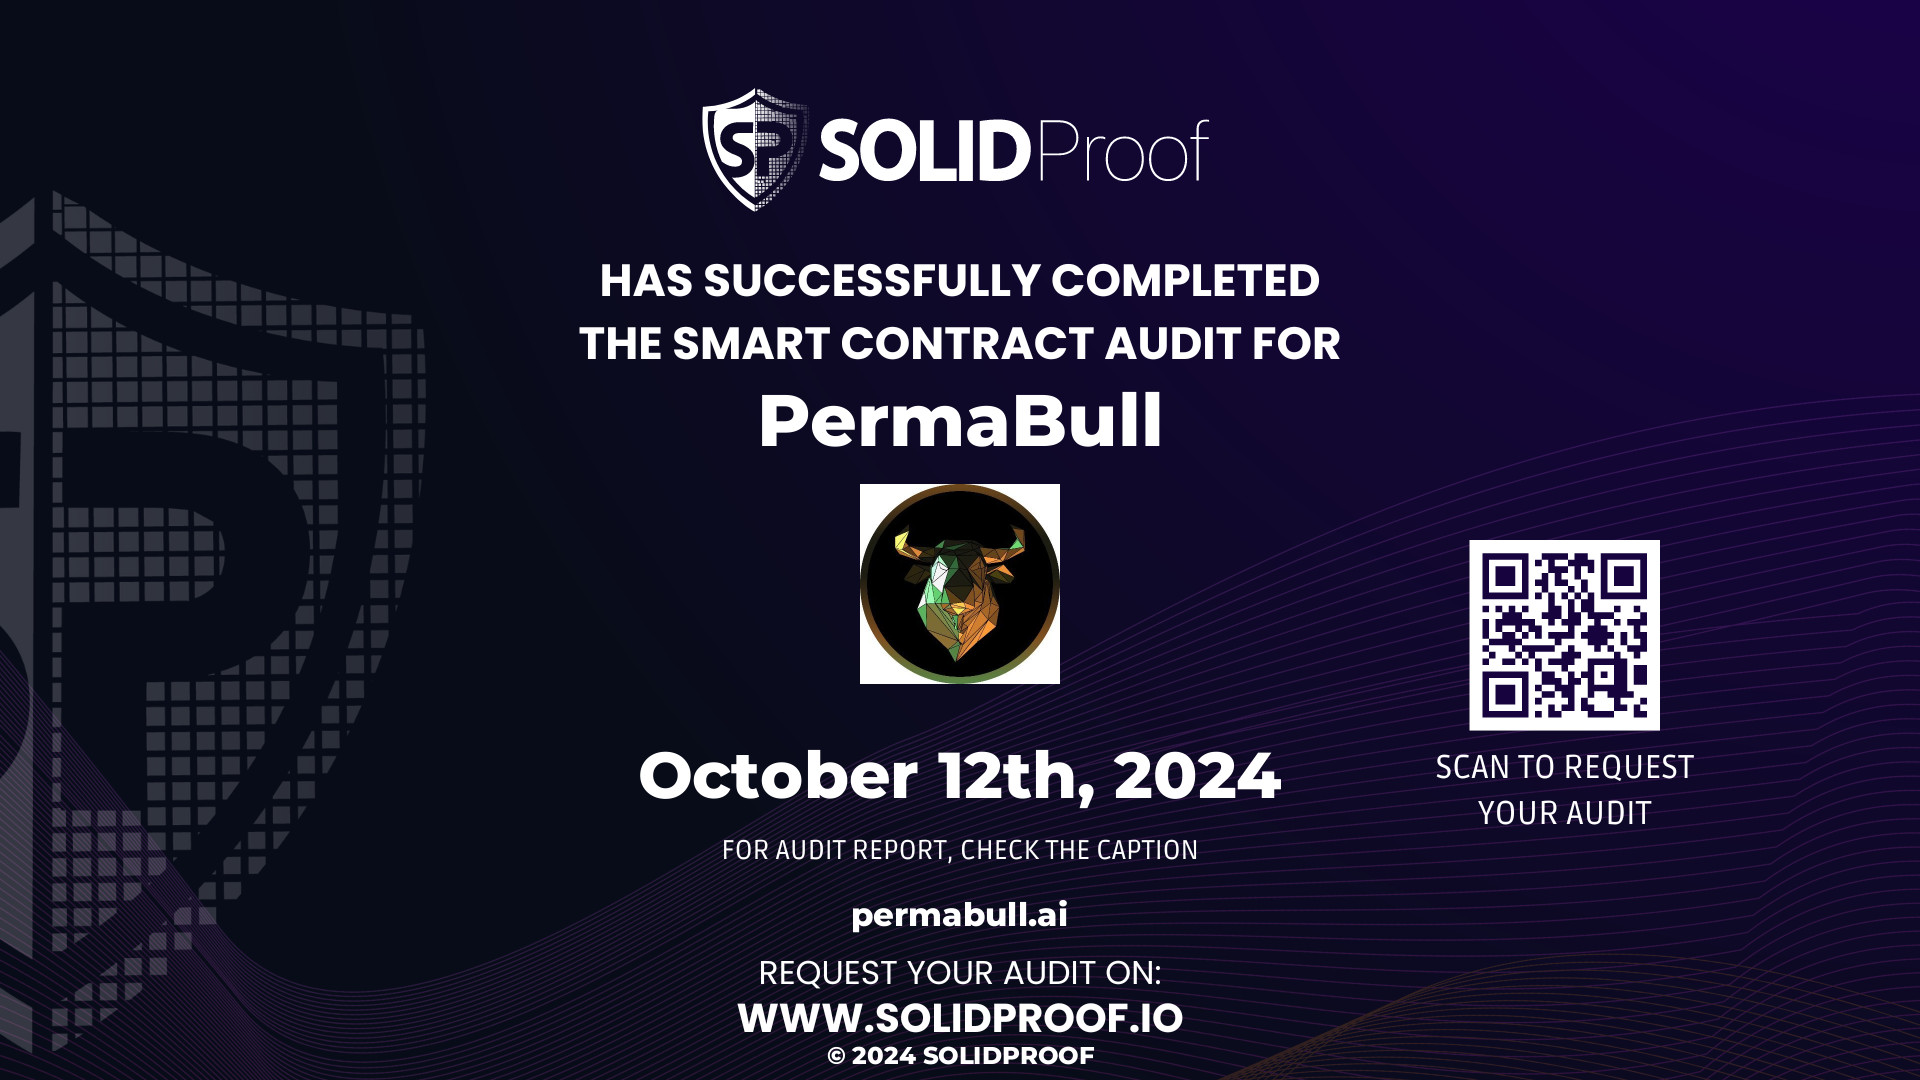 SP SOLIDProof
HAS SUCCESSFULLY COMPLETED
THE SMART CONTRACT AUDIT FOR
PermaBull
October 12th, 2024
FOR AUDIT REPORT, CHECK THE CAPTION
permabull.ai
REQUEST YOUR AUDIT ON:
WWW.SOLIDPROOF.IO
© 2024 SOLIDPROOF
SCAN TO REQUEST
YOUR AUDIT